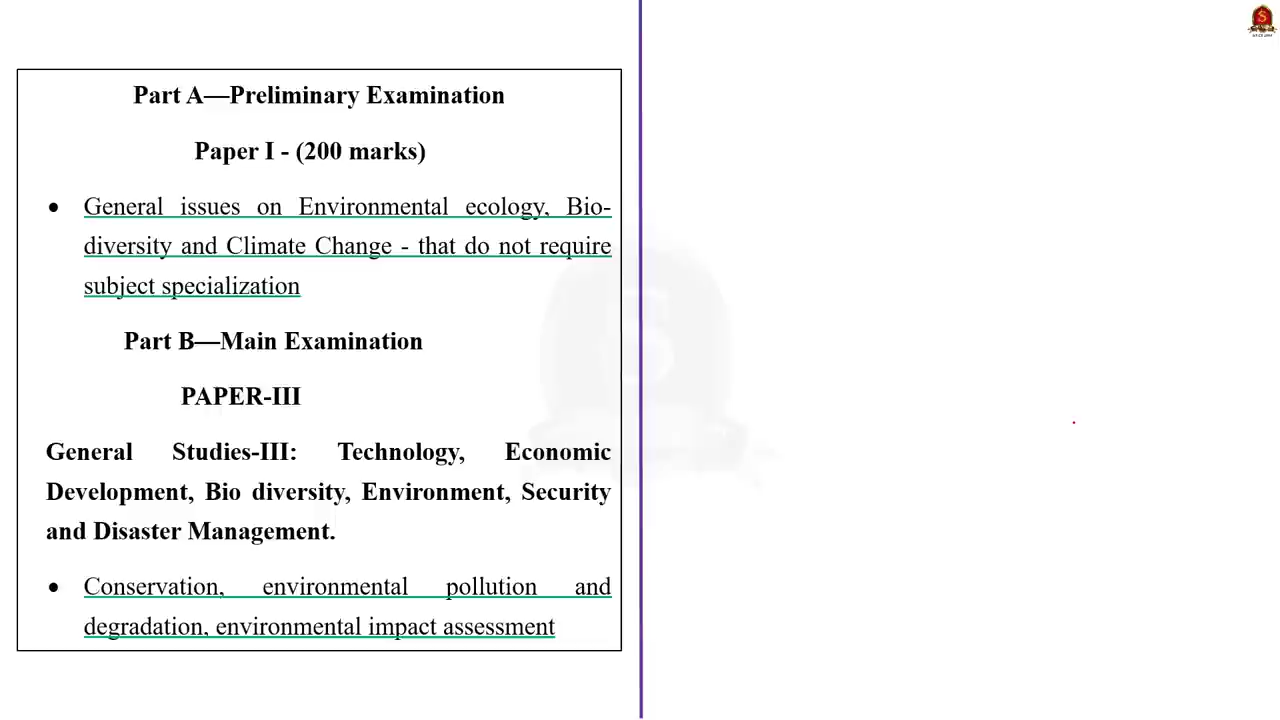 Part A—Preliminary Examination
Paper I - (200 marks)
• General issues on Environmental ecology, Bio-
diversity and Climate Change - that do not require
subject specialization
Part B—Main Examination
PAPER-III
General Studies-III: Technology, Economic
Development, Bio diversity, Environment, Security
and Disaster Management.
• Conservation, environmental pollution and
degradation, environmental impact assessment